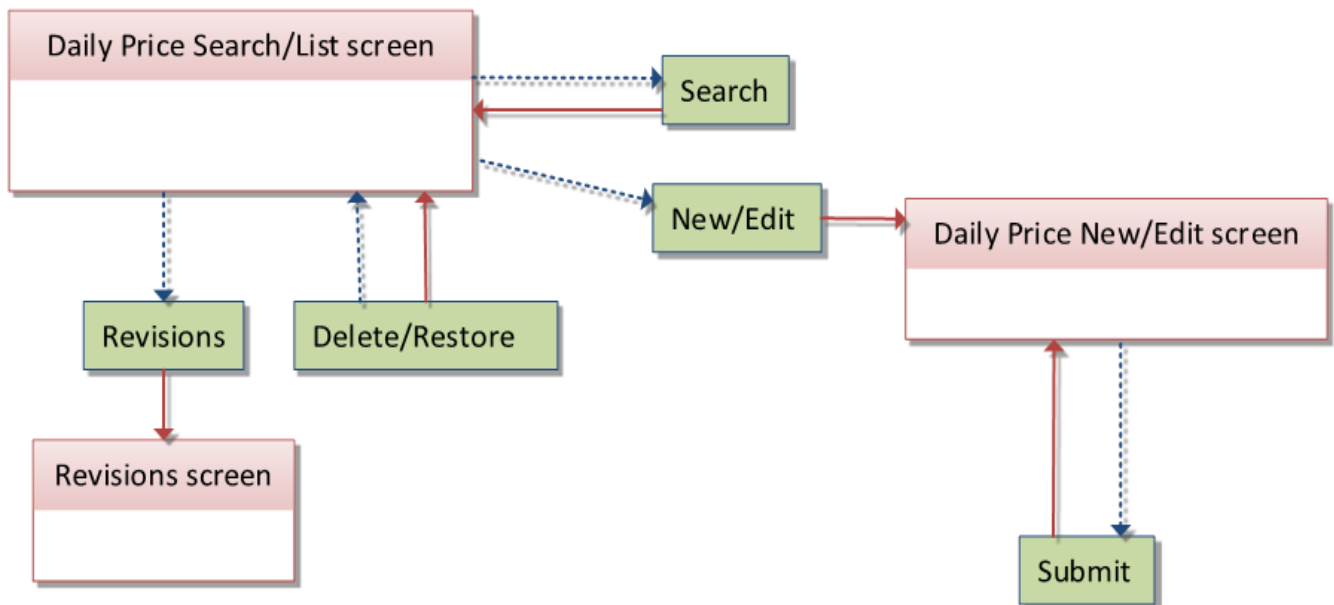 Daily Price Search/List screen
Search
New/Edit
Daily Price New/Edit screen
Revisions
Delete/Restore
Revisions screen
Submit